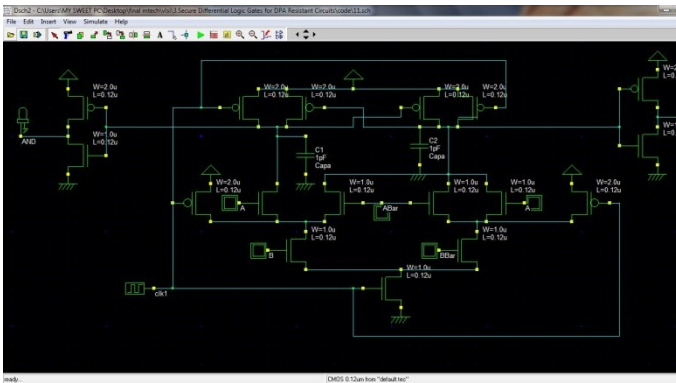 Dsch2 - C:\Users\MY SWEET PC\Desktop\final mtech\vlsi\3.Secure Differential Logic Gates for DPA Resistant Circuits\code\11.sch
File Edit Insert View Simulate Help
W=2.0u
L=0.12u
W=2.0u
L=0.12u
W=2.0u
L=0.12u
W=2.0u
L=0.12u
W=2.0u
L=0.12u
AND
W=1.0u
L=0.12u
C1
1pF
Capa
C2
1pF
Capa
W=2.0u
L=0.12u
A
W=1.0u
L=0.12u
ABar
W=1.0u
L=0.12u
W=1.0u
L=0.12u
A
W=2.0u
L=0.12u
B
W=1.0u
L=0.12u
BBar
W=1.0u
L=0.12u
W=1.0u
L=0.12u
clk1
ready...
CMOS 0.12um from "default.tec"